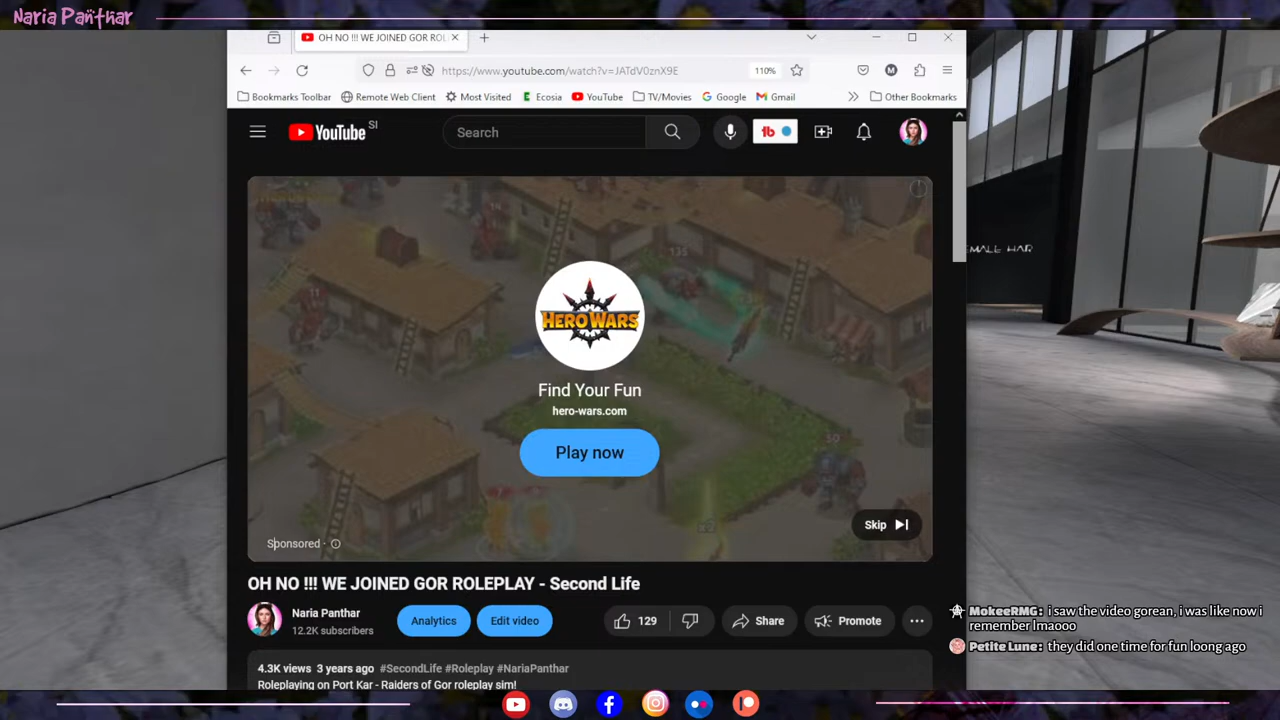 Naria Panthar
OH NO !!! WE JOINED GOR ROL
https://www.youtube.com/watch?v=JATdV0znX9E
110%
M
Bookmarks Toolbar
Remote Web Client
Most Visited
Ecosia
YouTube
TV/Movies
Google
Gmail
Other Bookmarks
YouTube SI
Search
HERO WARS
Find Your Fun
hero-wars.com
Play now
Skip
Sponsored ·
OH NO !!! WE JOINED GOR ROLEPLAY - Second Life
Naria Panthar
12.2K subscribers
Analytics
Edit video
129
Share
Promote
4.3K views 3 years ago #SecondLife #Roleplay #NariaPanthar
Roleplaying on Port Kar - Raiders of Gor roleplay sim!
MokeeRMG: i saw the video gorean, i was like now i
remember lmaooo
Petite Lune: they did one time for fun loong ago